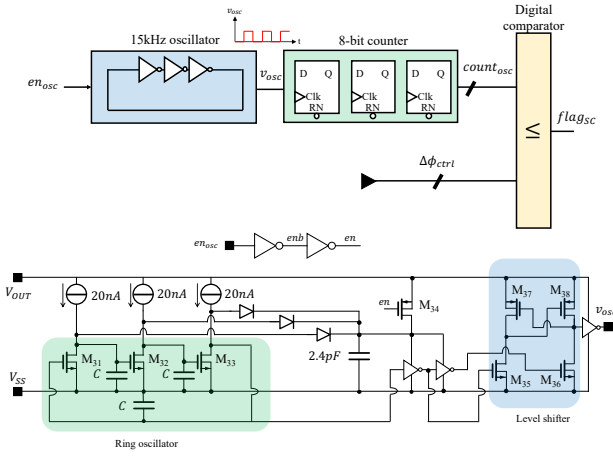 v_osc
t
Digital
comparator
15kHz oscillator
8-bit counter
en_osc
v_osc
D Q
D Q
D Q
Clk
Clk
Clk
RN
RN
RN
count_osc
≤
flag_SC
Δϕ_ctrl
en_osc
enb
en
V_OUT
20nA
20nA
20nA
en
M_34
M_37
M_38
v_osc
V_SS
M_31
M_32
M_33
C
C
C
2.4pF
M_35
M_36
Ring oscillator
Level shifter